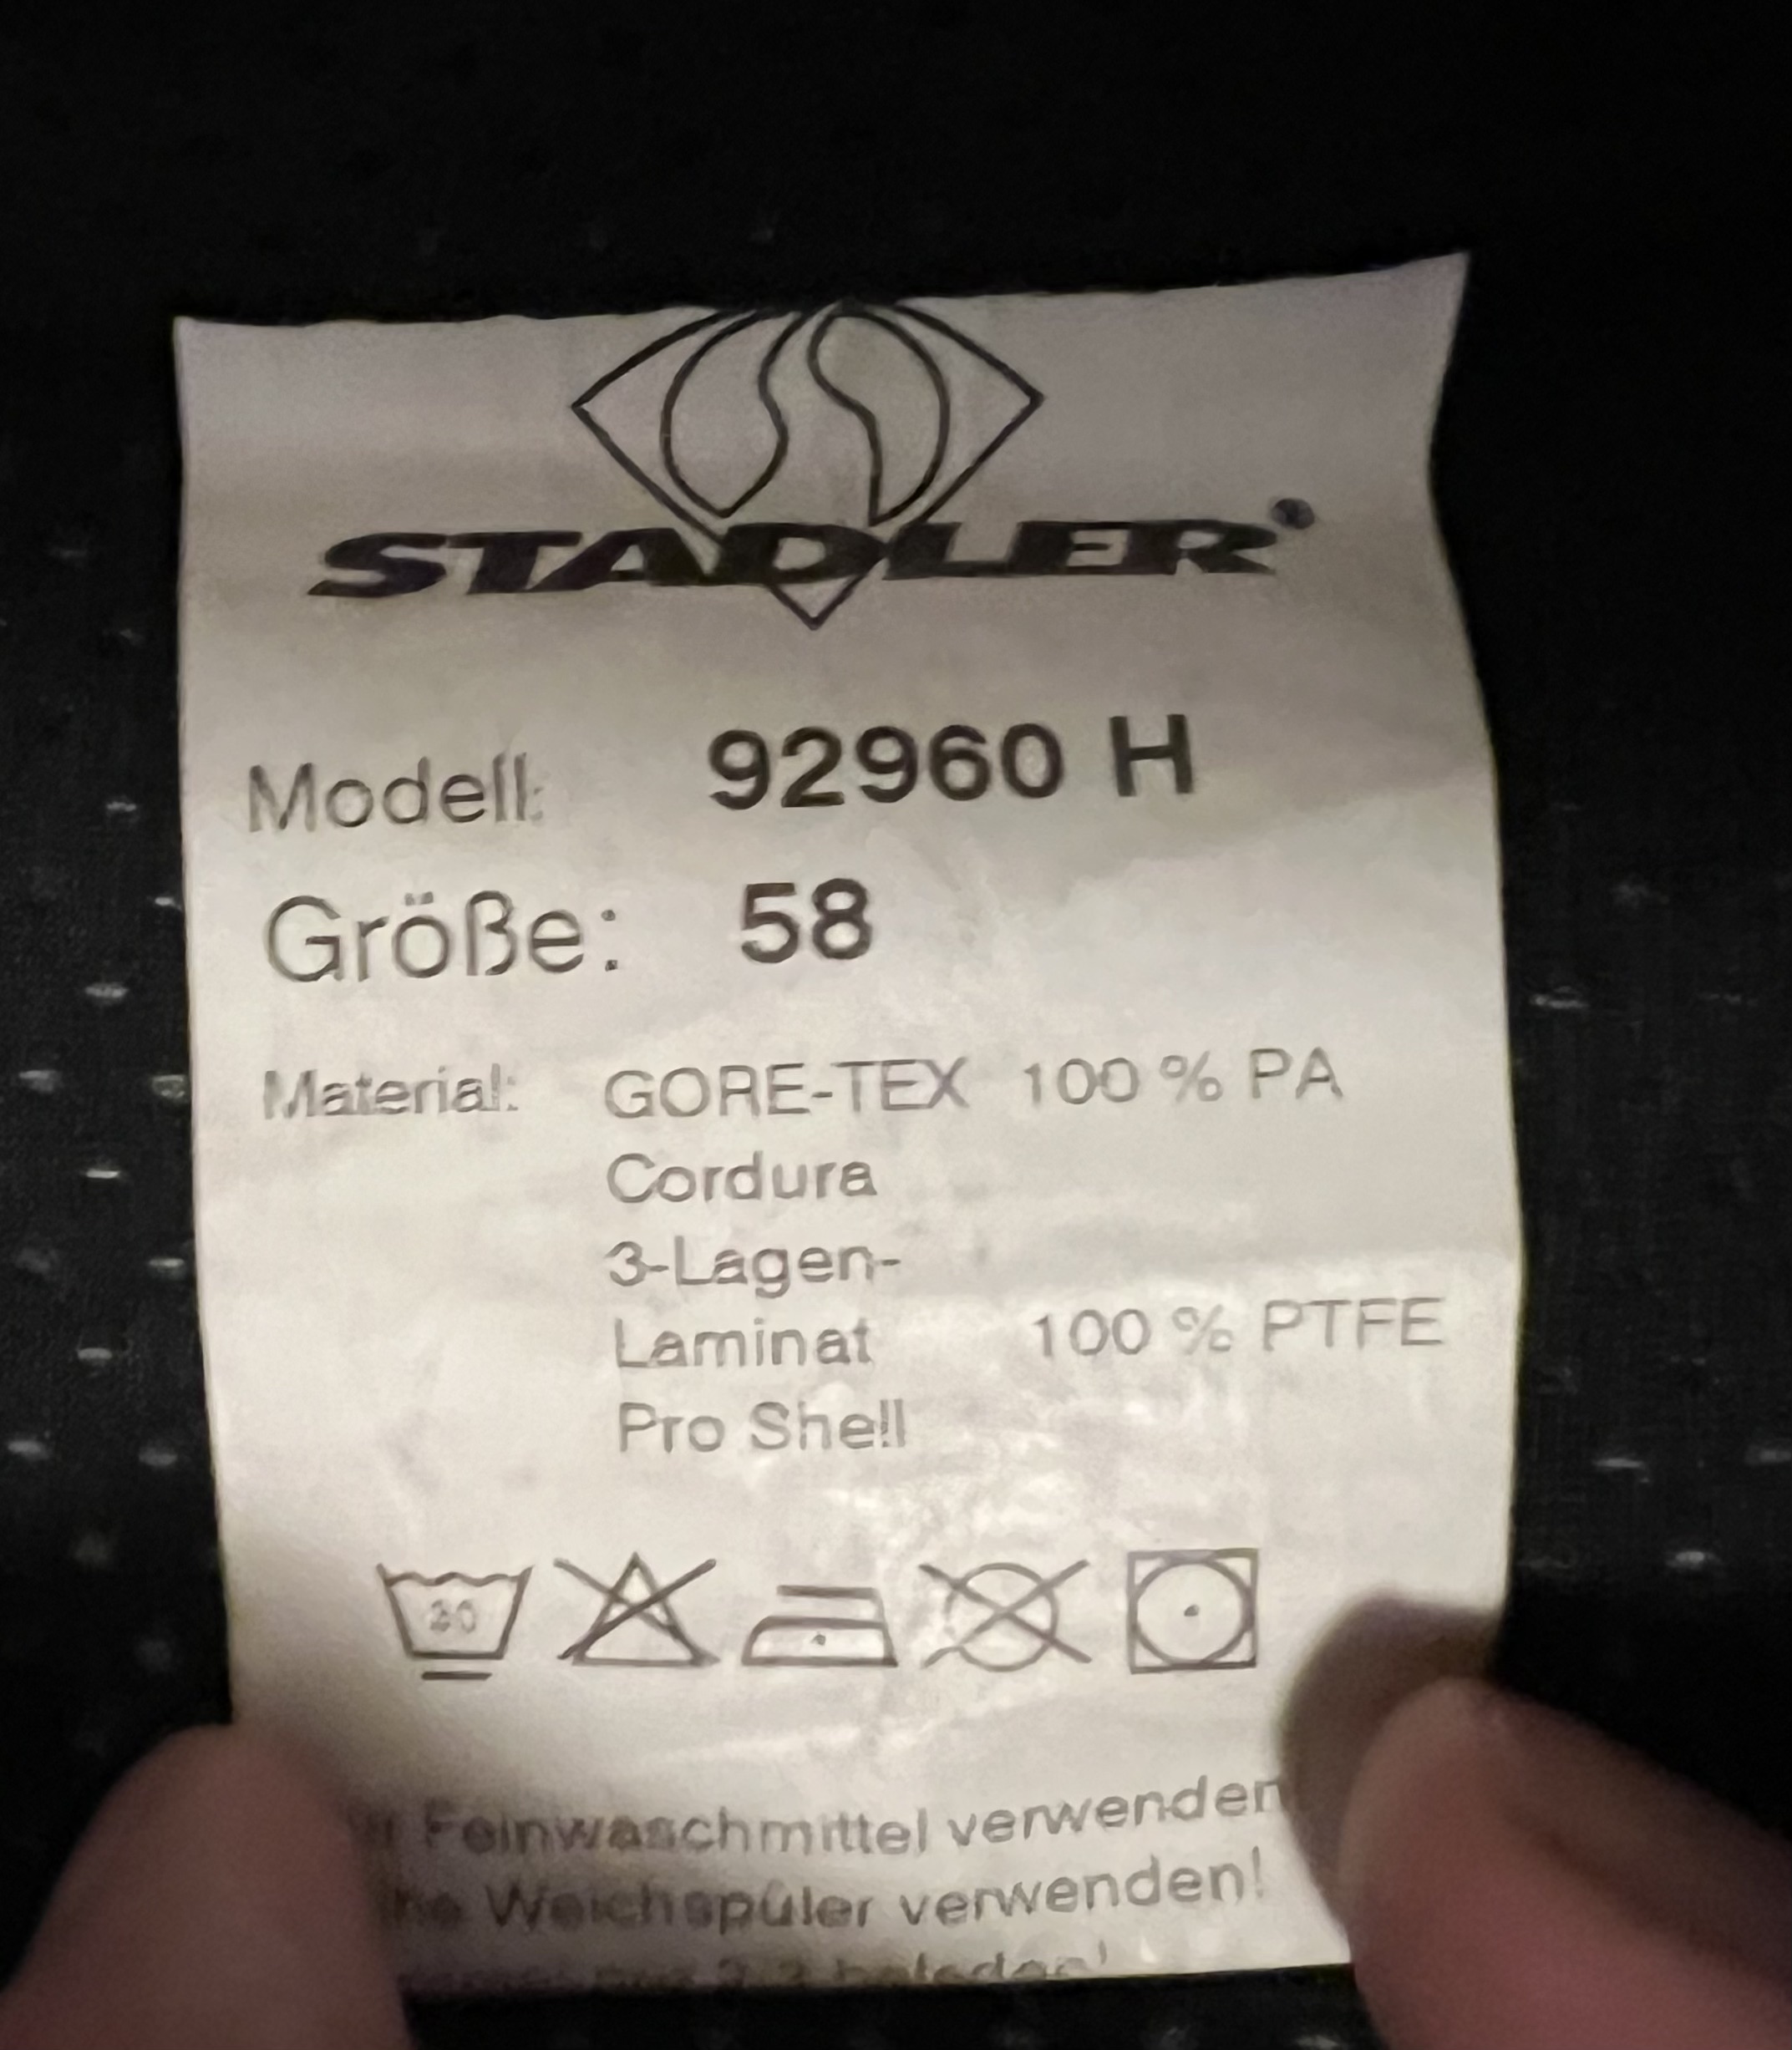 STADLER®
Modell: 92960 H
Größe: 58
Material: GORE-TEX 100 % PA
Cordura
3-Lagen-
Laminat 100 % PTFE
Pro Shell
30
Feinwaschmittel verwenden
Weichspüler verwenden!